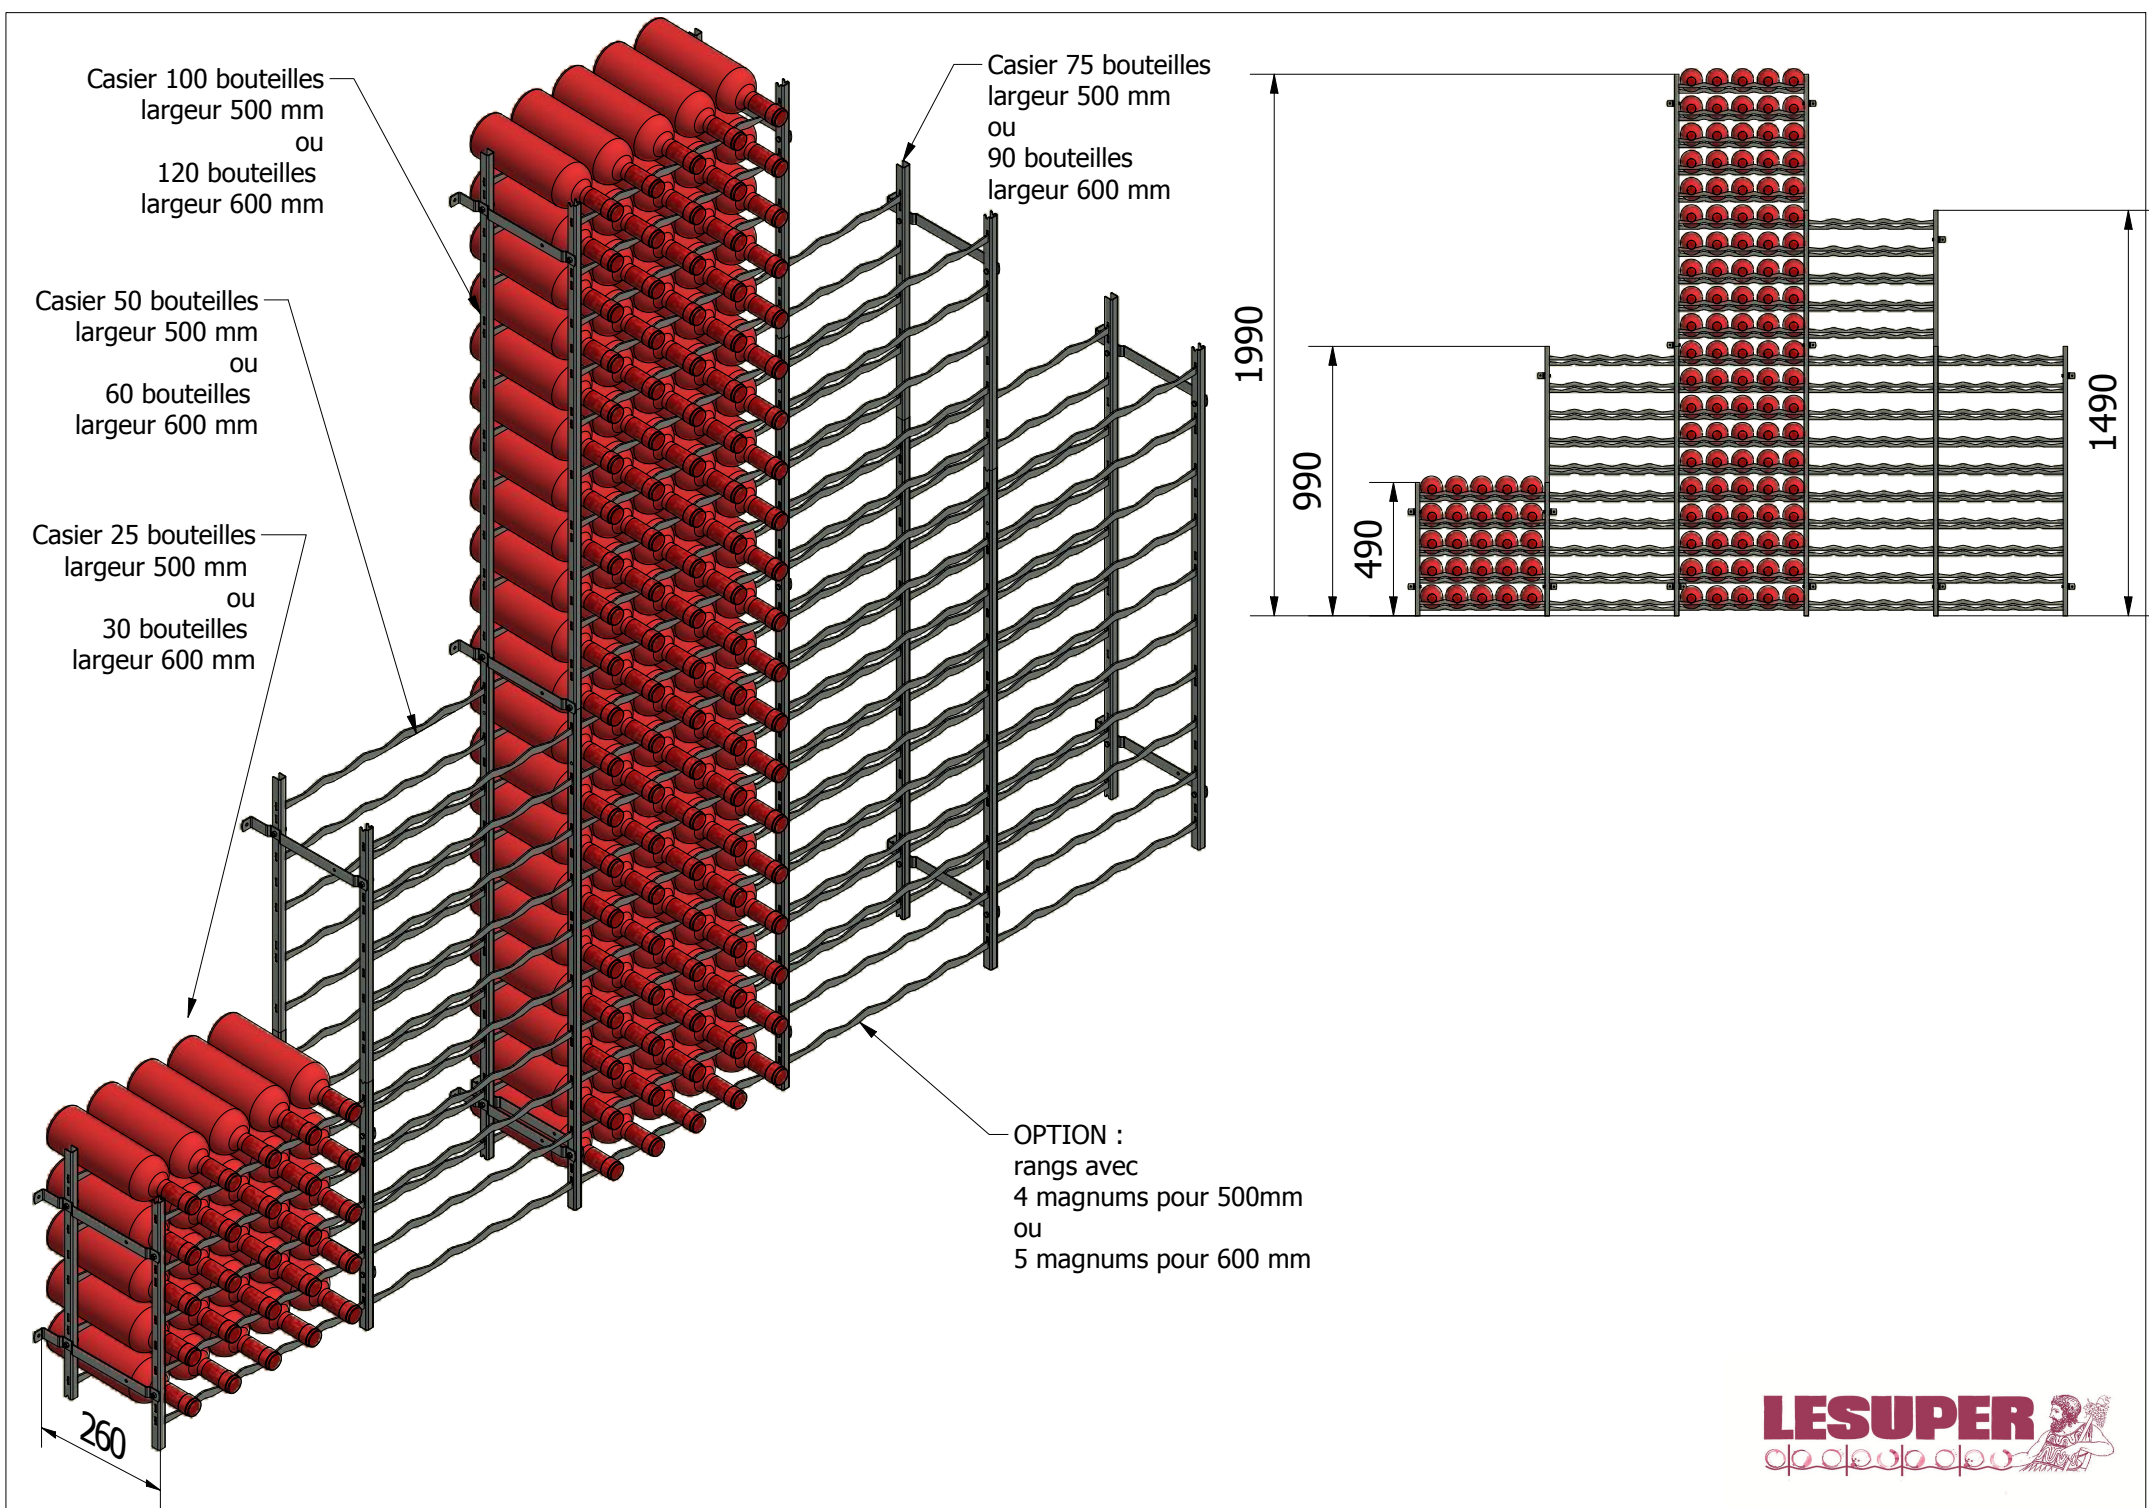 Casier 100 bouteilles
largeur 500 mm
ou
120 bouteilles
largeur 600 mm
Casier 50 bouteilles
largeur 500 mm
ou
60 bouteilles
largeur 600 mm
Casier 25 bouteilles
largeur 500 mm
ou
30 bouteilles
largeur 600 mm
Casier 75 bouteilles
largeur 500 mm
ou
90 bouteilles
largeur 600 mm
1990
990
490
1490
OPTION :
rangs avec
4 magnums pour 500mm
ou
5 magnums pour 600 mm
260
LESUPER